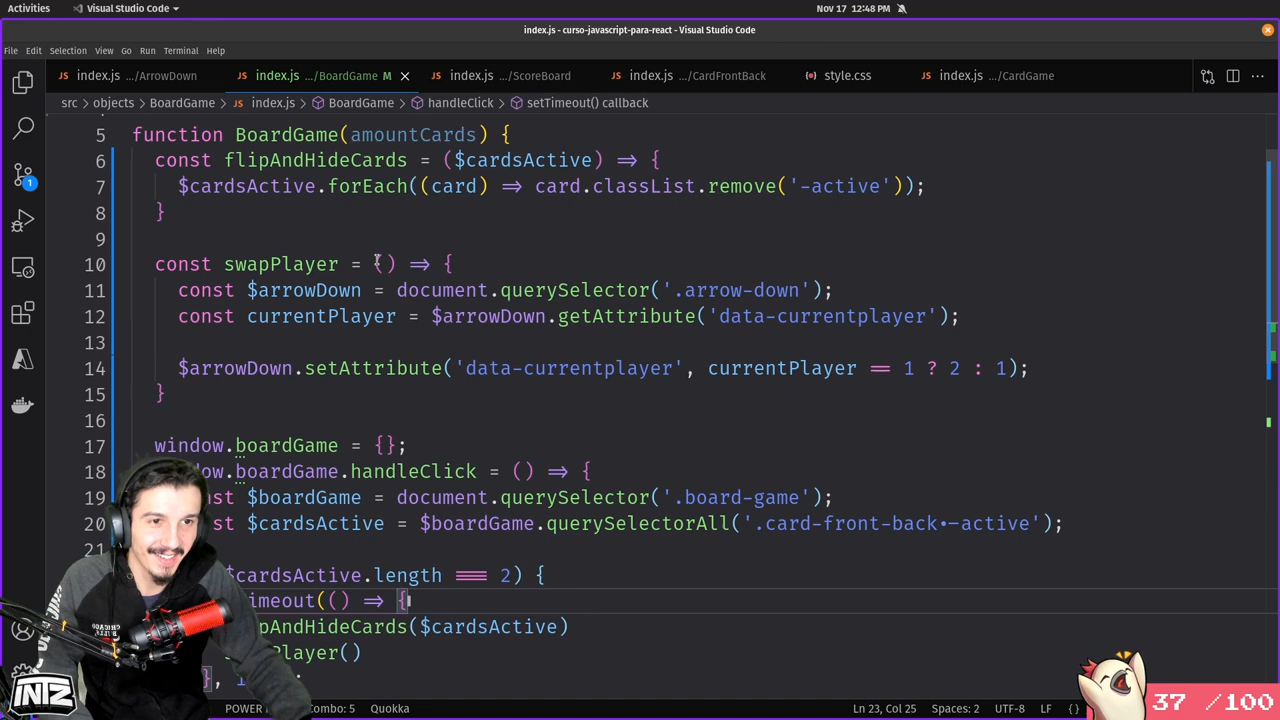 Activities Visual Studio Code Nov 17 12:48 PM
index.js - curso-javascript-para-react - Visual Studio Code
File Edit Selection View Go Run Terminal Help
index.js .../ArrowDown index.js .../BoardGame M index.js .../ScoreBoard index.js .../CardFrontBack style.css index.js .../CardGame
src objects BoardGame index.js BoardGame handleClick setTimeout() callback
5 function BoardGame(amountCards) {
6 const flipAndHideCards = ($cardsActive) => {
7 $cardsActive.forEach((card) => card.classList.remove('-active'));
8 }
9
10 const swapPlayer = () => {
11 const $arrowDown = document.querySelector('.arrow-down');
12 const currentPlayer = $arrowDown.getAttribute('data-currentplayer');
13
14 $arrowDown.setAttribute('data-currentplayer', currentPlayer == 1 ? 2 : 1);
15 }
16
17 window.boardGame = {};
18 dow.boardGame.handleClick = () => {
19 nst $boardGame = document.querySelector('.board-game');
20 st $cardsActive = $boardGame.querySelectorAll('.card-front-back.-active');
21
$cardsActive.length === 2) {
imeout(() => {
pAndHideCards($cardsActive)
Player()
}, 1
INTZ
37 /100
POWER Combo: 5 Quokka Ln 23, Col 25 Spaces: 2 UTF-8 LF {}